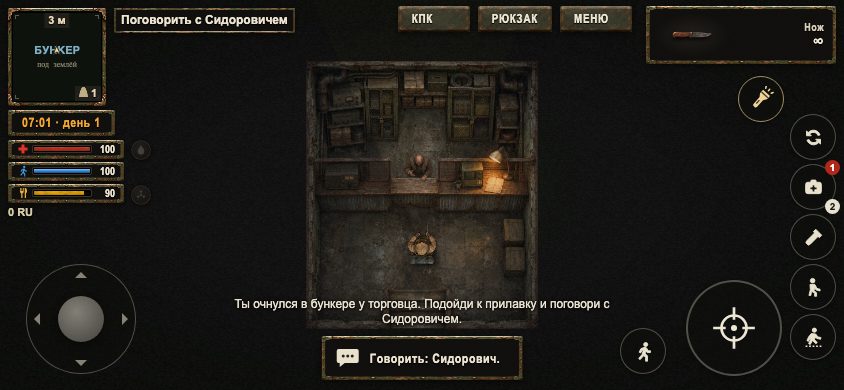 3 м
БУНКЕР
под землёй
1
Поговорить с Сидоровичем
КПК
РЮКЗАК
МЕНЮ
Нож
∞
07:01 · день 1
100
100
90
0 RU
1
2
Ты очнулся в бункере у торговца. Подойди к прилавку и поговори с
Сидоровичем.
Говорить: Сидорович.